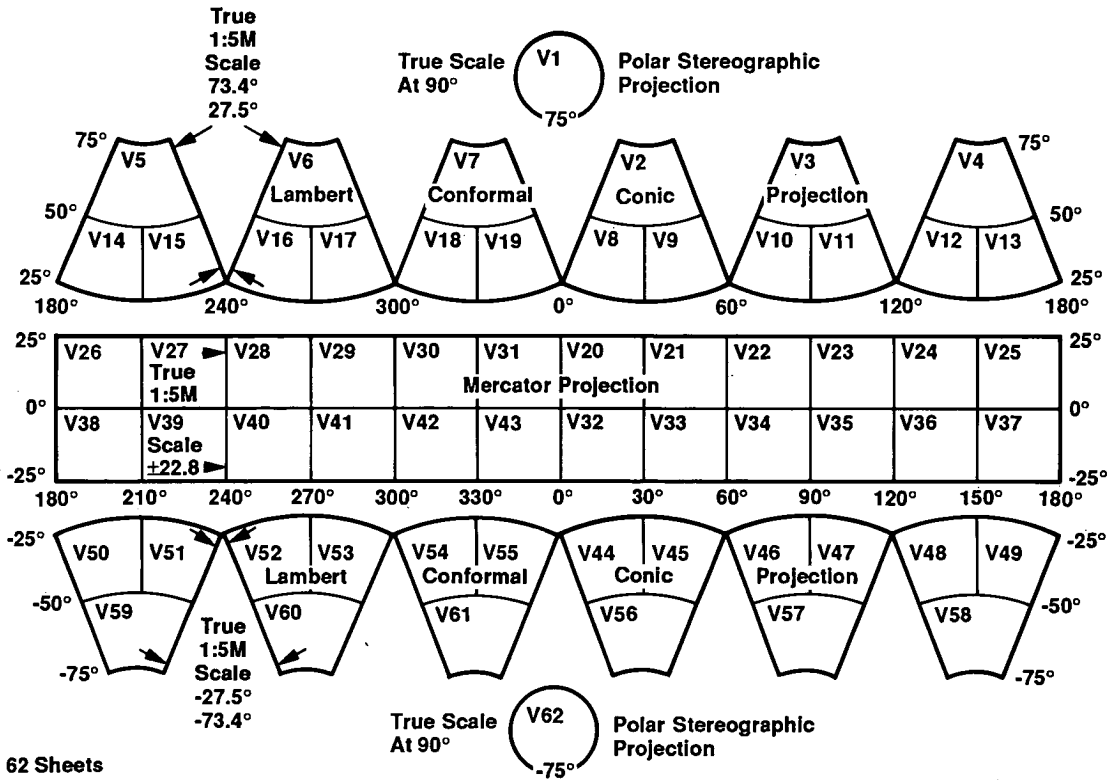 True
1:5M
Scale
73.4°
27.5°
True Scale
At 90°
V1
75°
Polar Stereographic
Projection
75° V5 V6 V7 V2 V3 V4 75°
Lambert Conformal Conic Projection
50° 50°
V14 V15 V16 V17 V18 V19 V8 V9 V10 V11 V12 V13
25° 25°
180° 240° 300° 0° 60° 120° 180°
25° V26 V27 V28 V29 V30 V31 V20 V21 V22 V23 V24 V25 25°
True
1:5M
Mercator Projection
0° 0°
V38 V39 V40 V41 V42 V43 V32 V33 V34 V35 V36 V37
Scale
±22.8
-25° -25°
180° 210° 240° 270° 300° 330° 0° 30° 60° 90° 120° 150° 180°
-25° -25°
V50 V51 V52 V53 V54 V55 V44 V45 V46 V47 V48 V49
Lambert Conformal Conic Projection
-50° V59 V60 V61 V56 V57 V58 -50°
-75° -75°
True
1:5M
Scale
-27.5°
-73.4°
True Scale
At 90°
V62
-75°
Polar Stereographic
Projection
62 Sheets